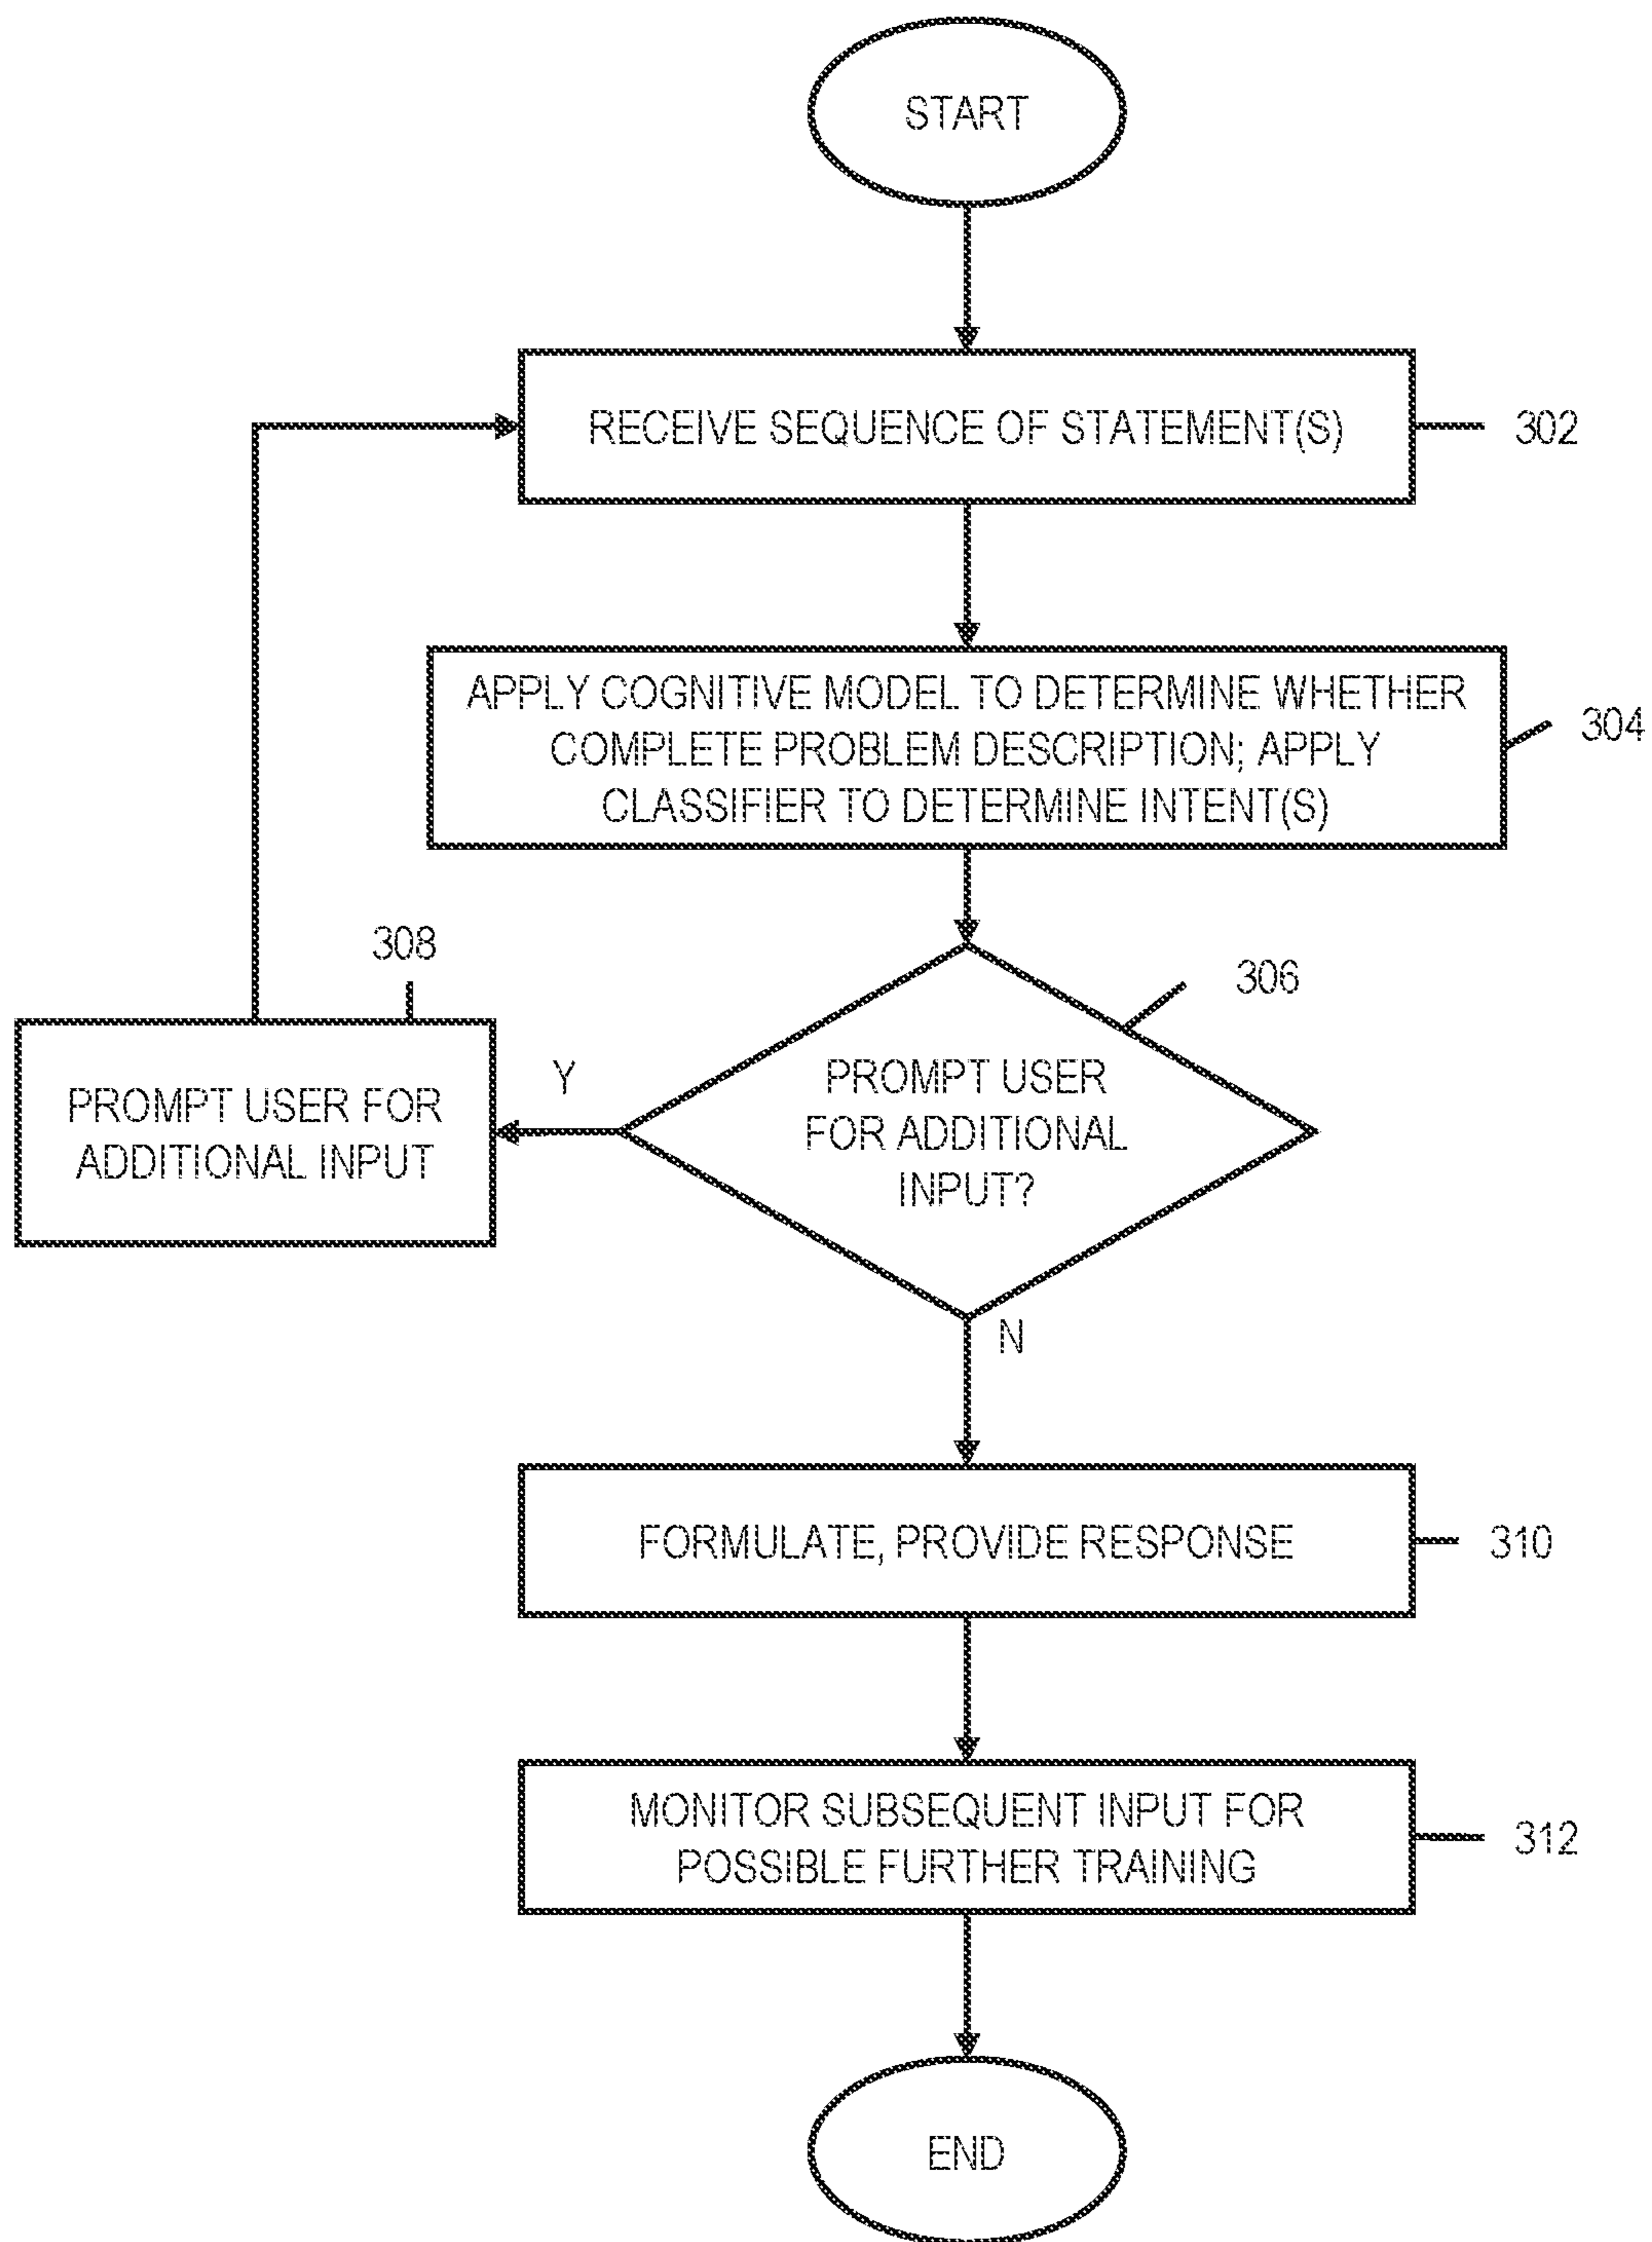 START
RECEIVE SEQUENCE OF STATEMENT(S)
302
APPLY COGNITIVE MODEL TO DETERMINE WHETHER
COMPLETE PROBLEM DESCRIPTION; APPLY
CLASSIFIER TO DETERMINE INTENT(S)
304
308
306
PROMPT USER FOR
ADDITIONAL INPUT
Y
PROMPT USER
FOR ADDITIONAL
INPUT?
N
FORMULATE, PROVIDE RESPONSE
310
MONITOR SUBSEQUENT INPUT FOR
POSSIBLE FURTHER TRAINING
312
END